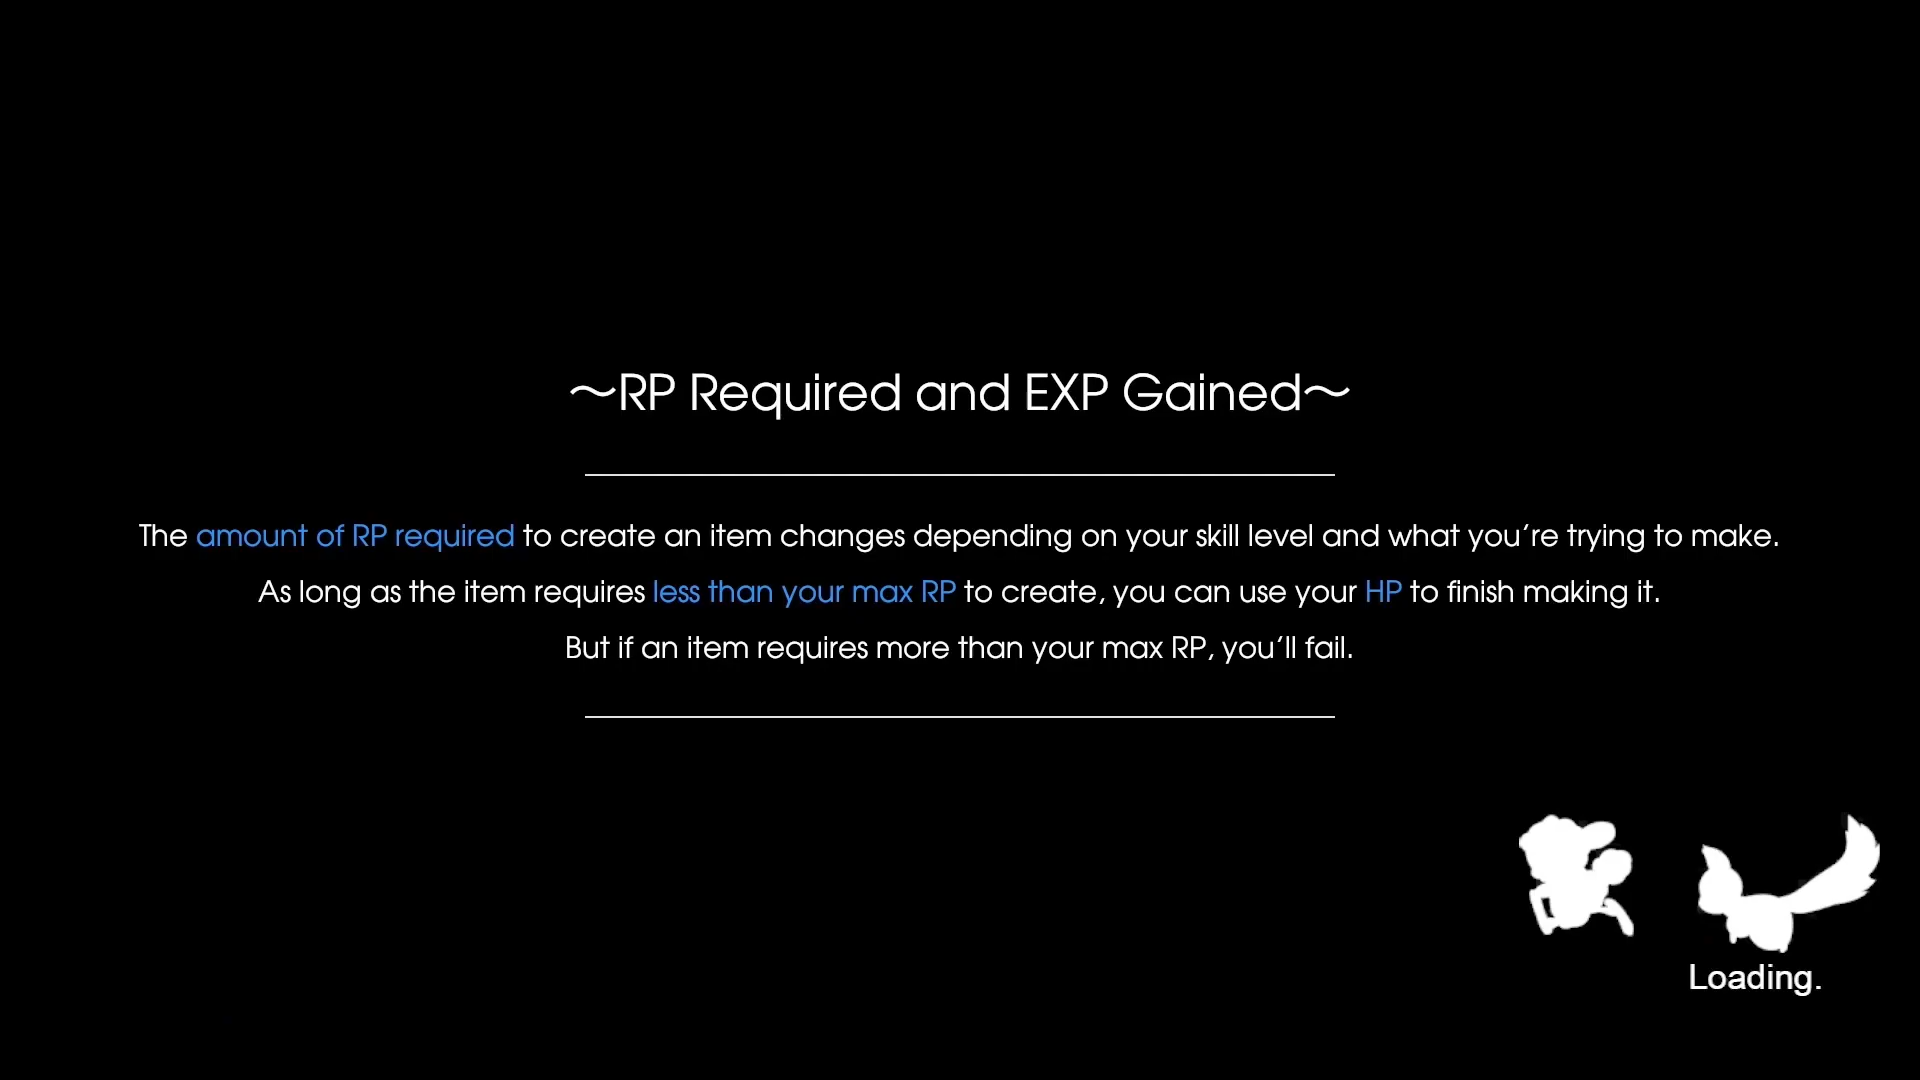 ～RP Required and EXP Gained～
The amount of RP required to create an item changes depending on your skill level and what you’re trying to make.
As long as the item requires less than your max RP to create, you can use your HP to finish making it.
But if an item requires more than your max RP, you’ll fail.
Loading.